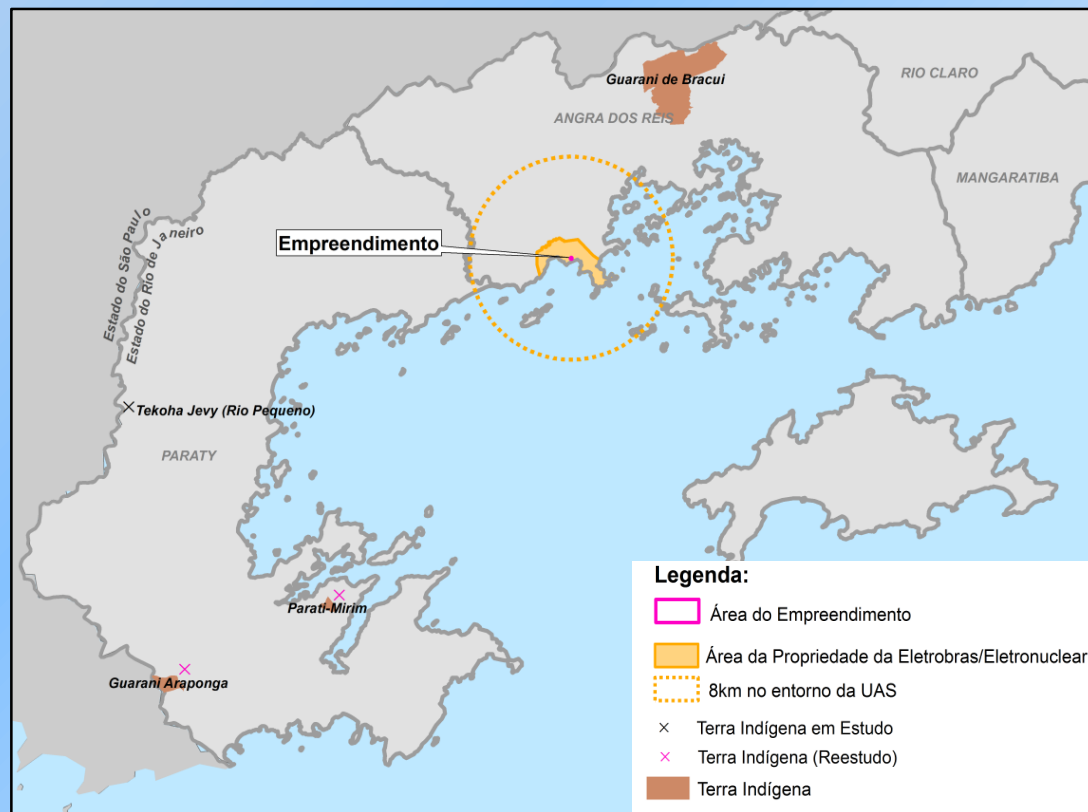 Guarani de Bracui
RIO CLARO
ANGRA DOS REIS
MANGARATIBA
Estado do São Paulo
Estado do Rio de Janeiro
Empreendimento
Tekoha Jevy (Rio Pequeno)
PARATY
Parati-Mirim
Guarani Araponga
Legenda:
Área do Empreendimento
Área da Propriedade da Eletrobras/Eletronuclear
8km no entorno da UAS
Terra Indígena em Estudo
Terra Indígena (Reestudo)
Terra Indígena